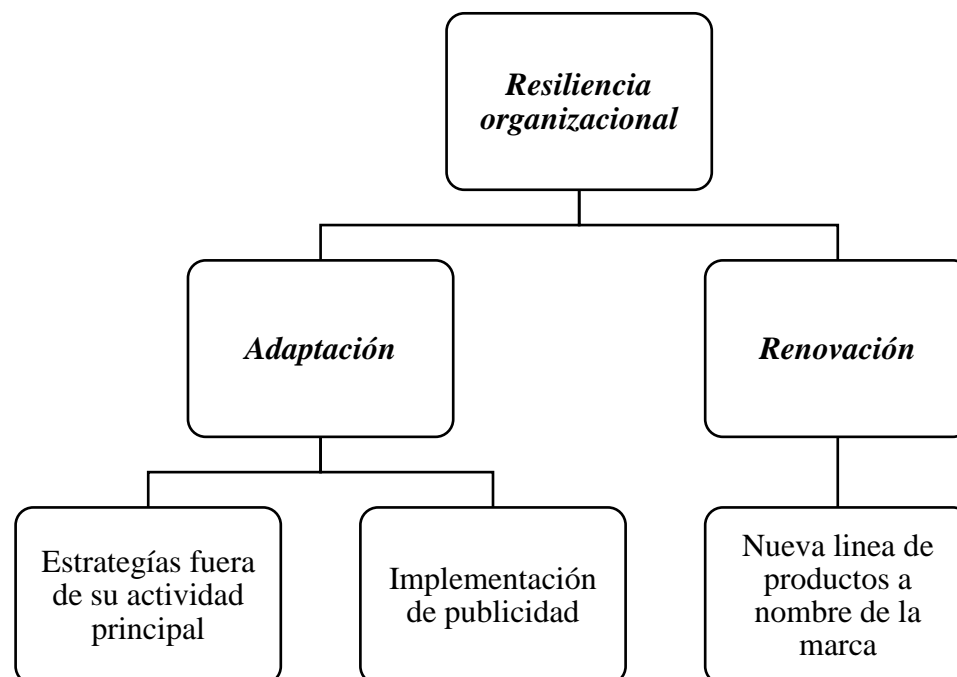 Resiliencia
organizacional
Adaptación
Renovación
Estrategías fuera
de su actividad
principal
Implementación
de publicidad
Nueva linea de
productos a
nombre de la
marca